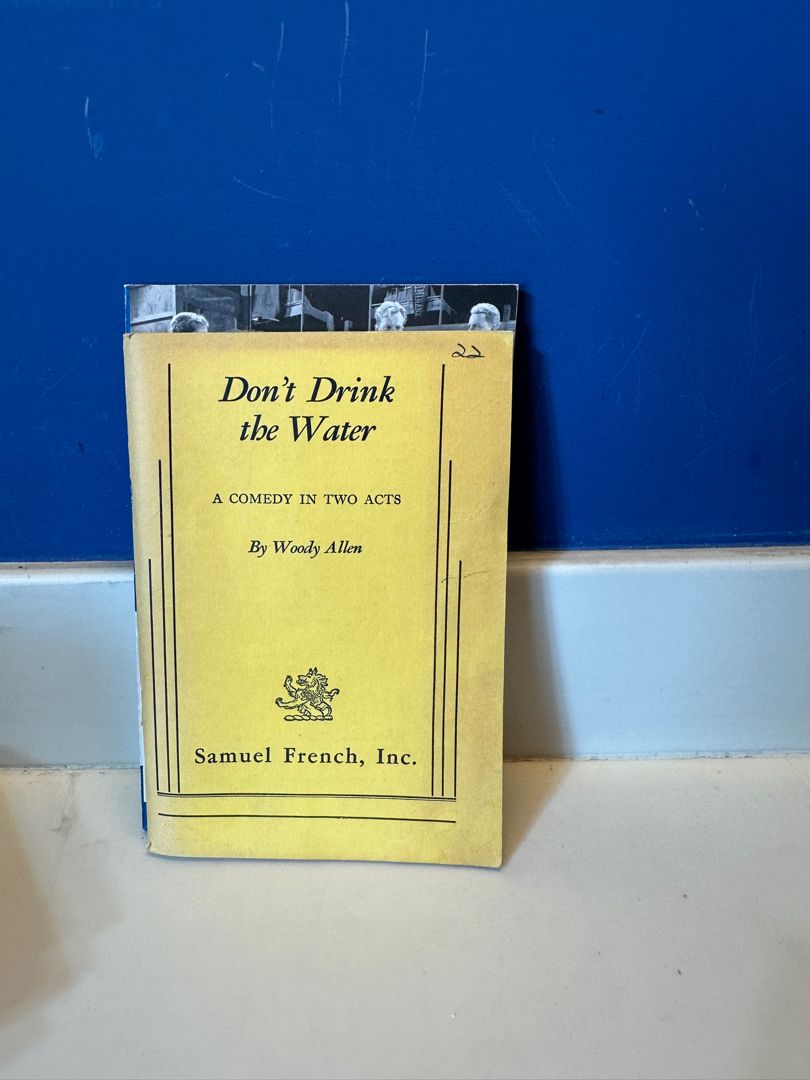 22
Don't Drink
the Water
A COMEDY IN TWO ACTS
By Woody Allen
Samuel French, Inc.